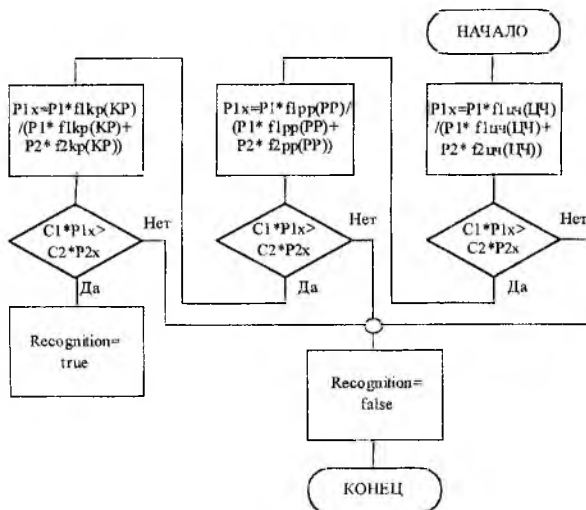 НАЧАЛО
P1x=P1*f1kp(KP)
/(P1* f1kp(KP)+
P2* f2kp(KP))
P1x=P1* f1pp(PP)/
(P1* f1pp(PP)+
P2* f2pp(PP))
P1x=P1* f1цч(ЦЧ)
/(P1* f1цч(ЦЧ)+
P2* f2цч(ЦЧ))
C1*P1x>
C2*P2x
Нет
Да
C1*P1x>
C2*P2x
Нет
Да
C1*P1x>
C2*P2x
Нет
Да
Recognition=
true
Recognition=
false
КОНЕЦ